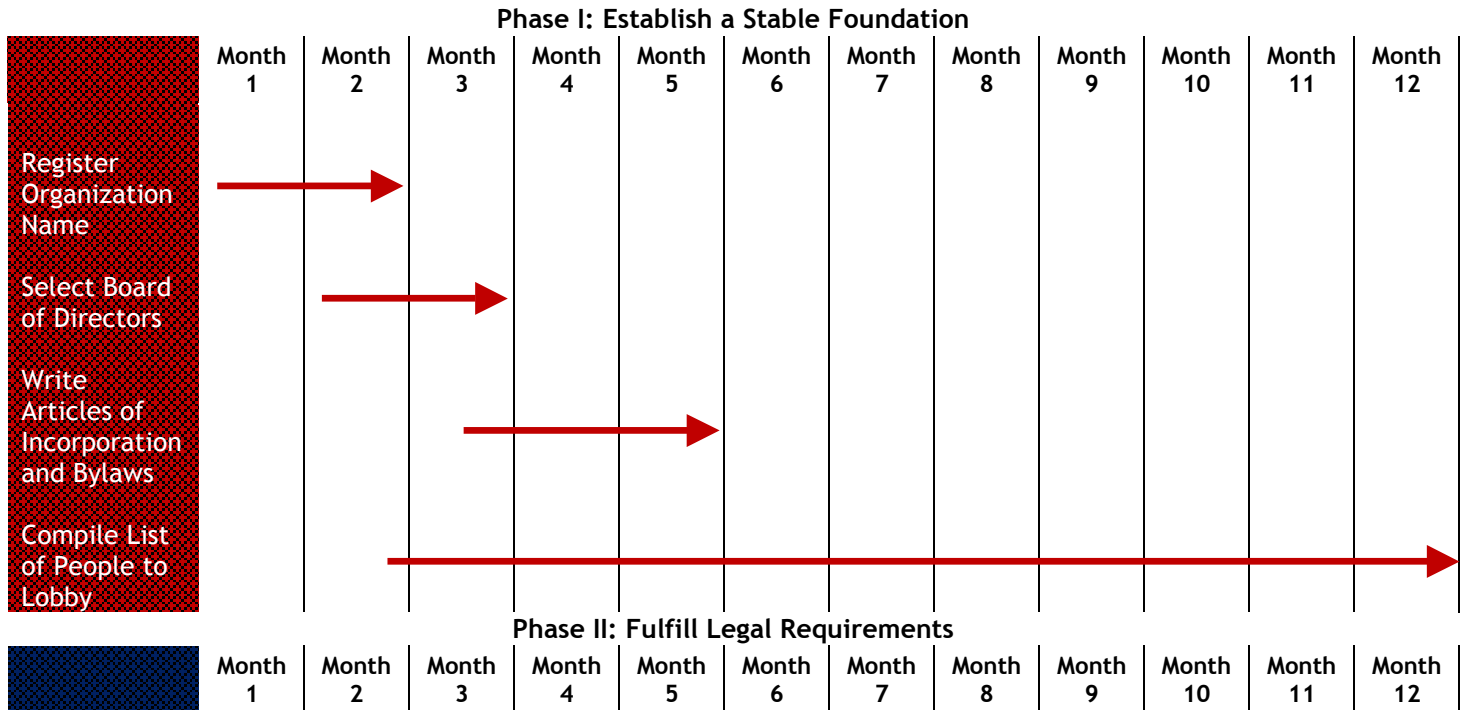 Phase I: Establish a Stable Foundation
Month Month Month Month Month Month Month Month Month Month Month Month
1 2 3 4 5 6 7 8 9 10 11 12
Register
Organization
Name
Select Board
of Directors
Write
Articles of
Incorporation
and Bylaws
Compile List
of People to
Lobby
Phase II: Fulfill Legal Requirements
Month Month Month Month Month Month Month Month Month Month Month Month
1 2 3 4 5 6 7 8 9 10 11 12